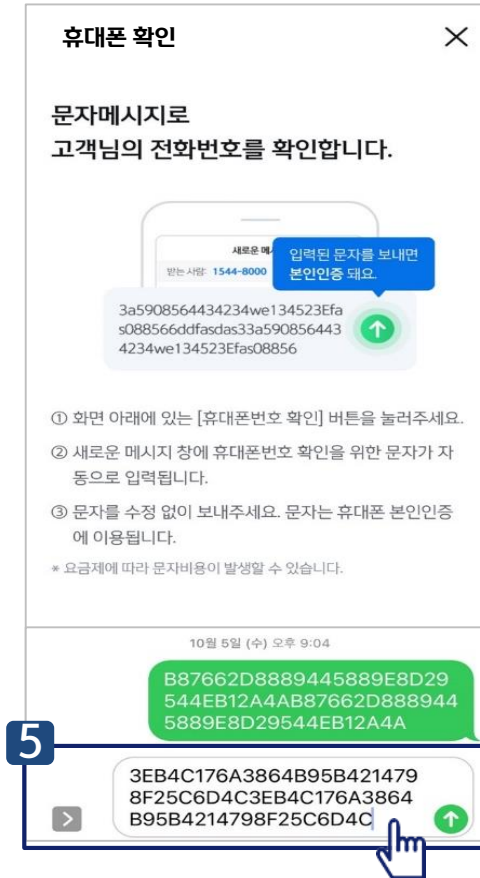 휴대폰 확인
문자메시지로
고객님의 전화번호를 확인합니다.
새로운 메시
받는 사람: 1544-8000
입력된 문자를 보내면
본인인증 돼요.
3a5908564434234we134523Efa
s088566ddfasdas33a590856443
4234we134523Efas08856
① 화면 아래에 있는 [휴대폰번호 확인] 버튼을 눌러주세요.
② 새로운 메시지 창에 휴대폰번호 확인을 위한 문자가 자
동으로 입력됩니다.
③ 문자를 수정 없이 보내주세요. 문자는 휴대폰 본인인증
에 이용됩니다.
* 요금제에 따라 문자비용이 발생할 수 있습니다.
10월 5일 (수) 오후 9:04
B87662D8889445889E8D29
544EB12A4AB87662D888944
5889E8D29544EB12A4A
5
3EB4C176A3864B95B421479
8F25C6D4C3EB4C176A3864
B95B4214798F25C6D4C